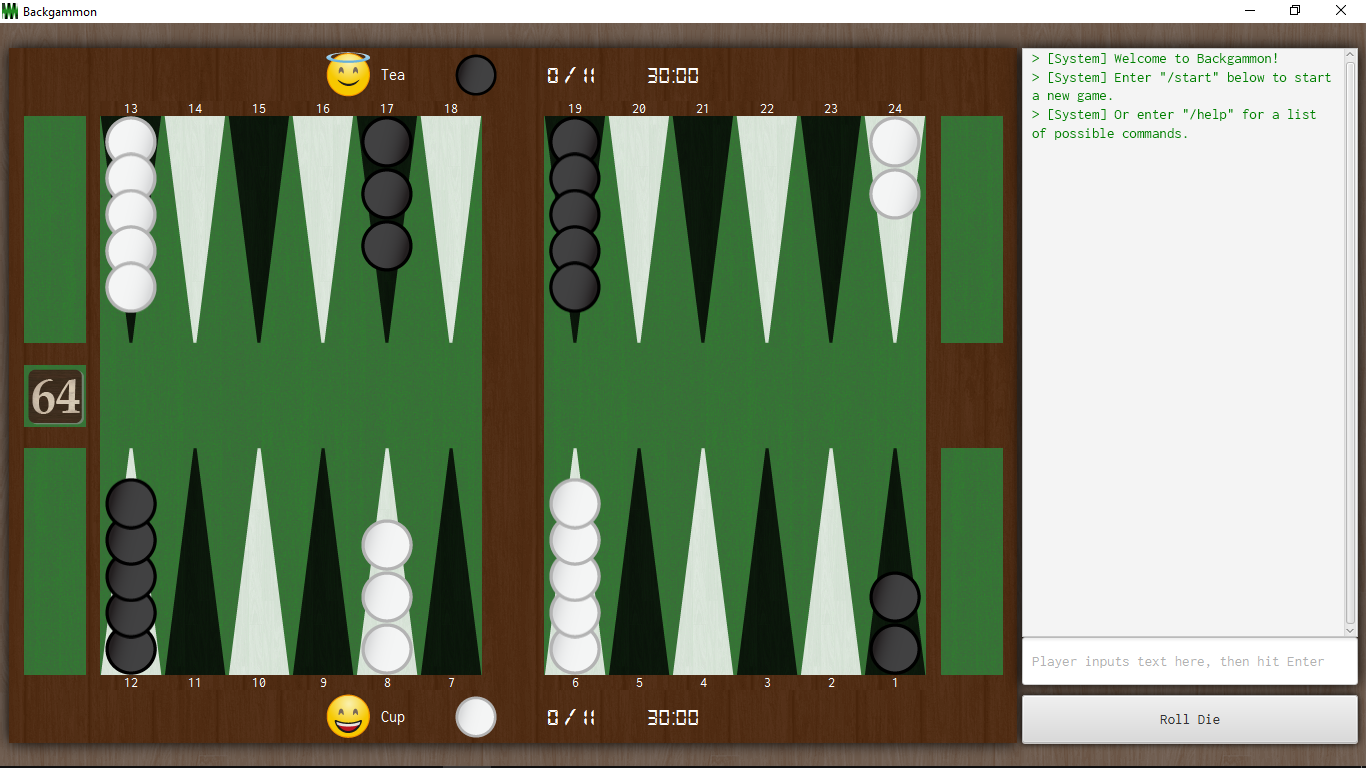 Backgammon
Tea 0/11 30:00
13 14 15 16 17 18 19 20 21 22 23 24
64
12 11 10 9 8 7 6 5 4 3 2 1
Cup 0/11 30:00
> [System] Welcome to Backgammon!
> [System] Enter "/start" below to start
a new game.
> [System] Or enter "/help" for a list
of possible commands.
Player inputs text here, then hit Enter
Roll Die